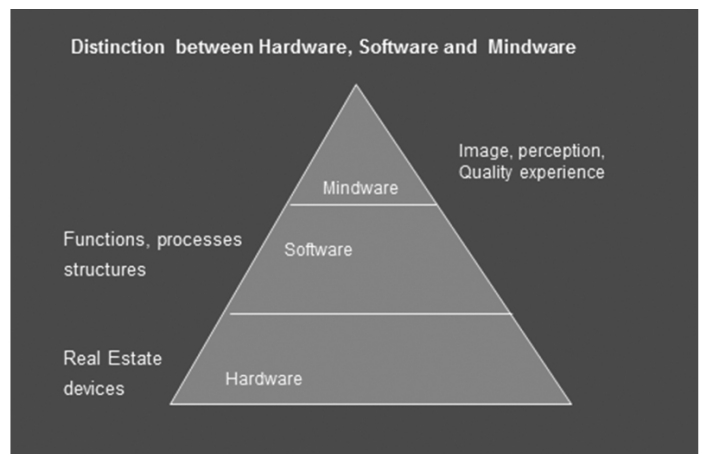 Distinction between Hardware, Software and Mindware
Image, perception,
Quality experience
Mindware
Functions, processes
structures
Software
Real Estate
devices
Hardware